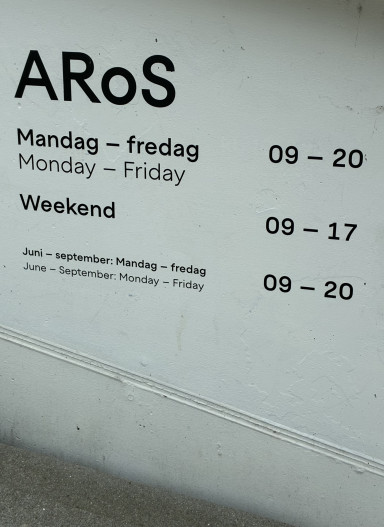 ARoS
Mandag – fredag 09 – 20
Monday – Friday
Weekend 09 – 17
Juni – september: Mandag – fredag 09 – 20
June – September: Monday – Friday